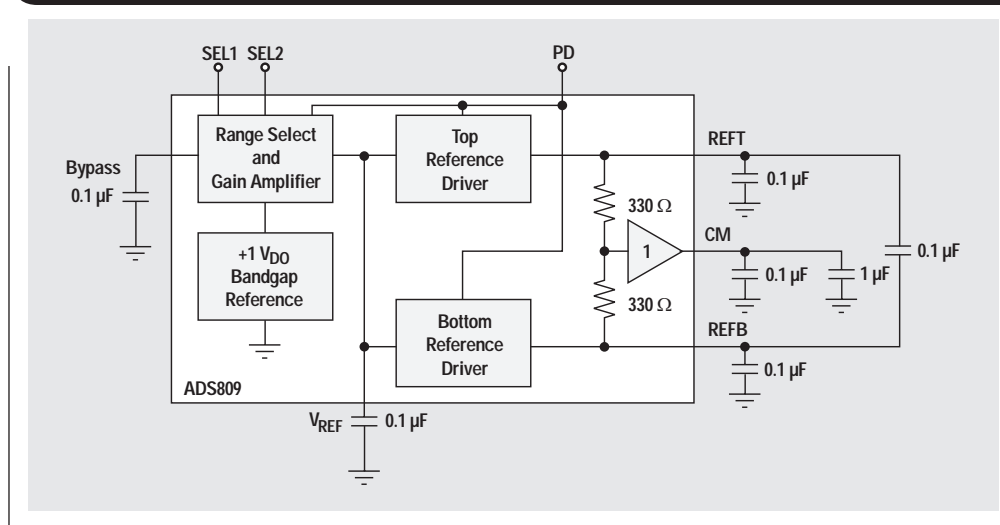 SEL1 SEL2
PD
Range Select
and
Gain Amplifier
Top
Reference
Driver
REFT
Bypass
0.1 µF
0.1 µF
330 Ω
CM
1
+1 V_DO
Bandgap
Reference
0.1 µF
1 µF
0.1 µF
330 Ω
Bottom
Reference
Driver
REFB
0.1 µF
ADS809
V_REF
0.1 µF